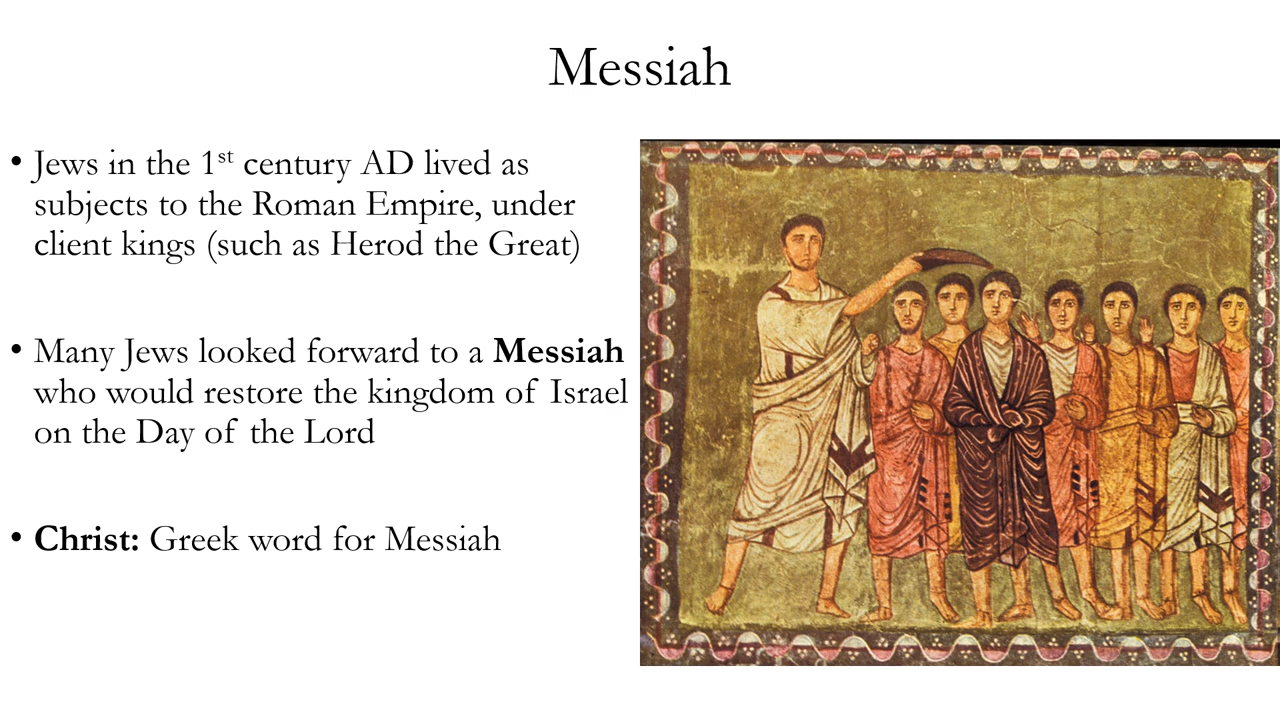 Messiah
• Jews in the 1st century AD lived as
subjects to the Roman Empire, under
client kings (such as Herod the Great)
• Many Jews looked forward to a Messiah
who would restore the kingdom of Israel
on the Day of the Lord
• Christ: Greek word for Messiah